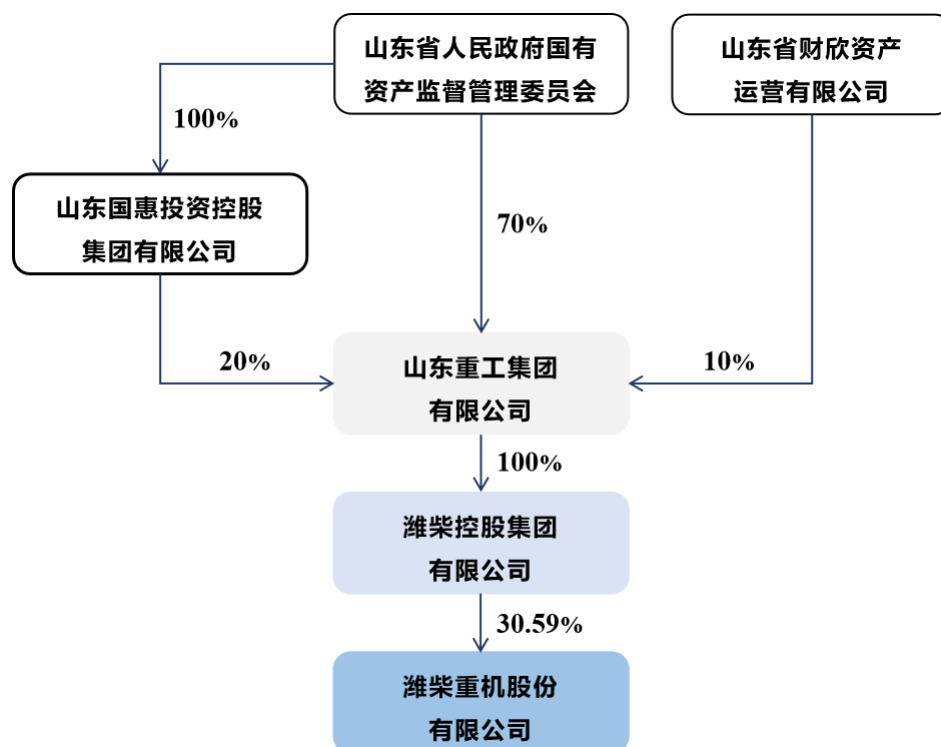 山东省人民政府国有
资产监督管理委员会
山东省财欣资产
运营有限公司
100%
山东国惠投资控股
集团有限公司
70%
20%
10%
山东重工集团
有限公司
100%
潍柴控股集团
有限公司
30.59%
潍柴重机股份
有限公司